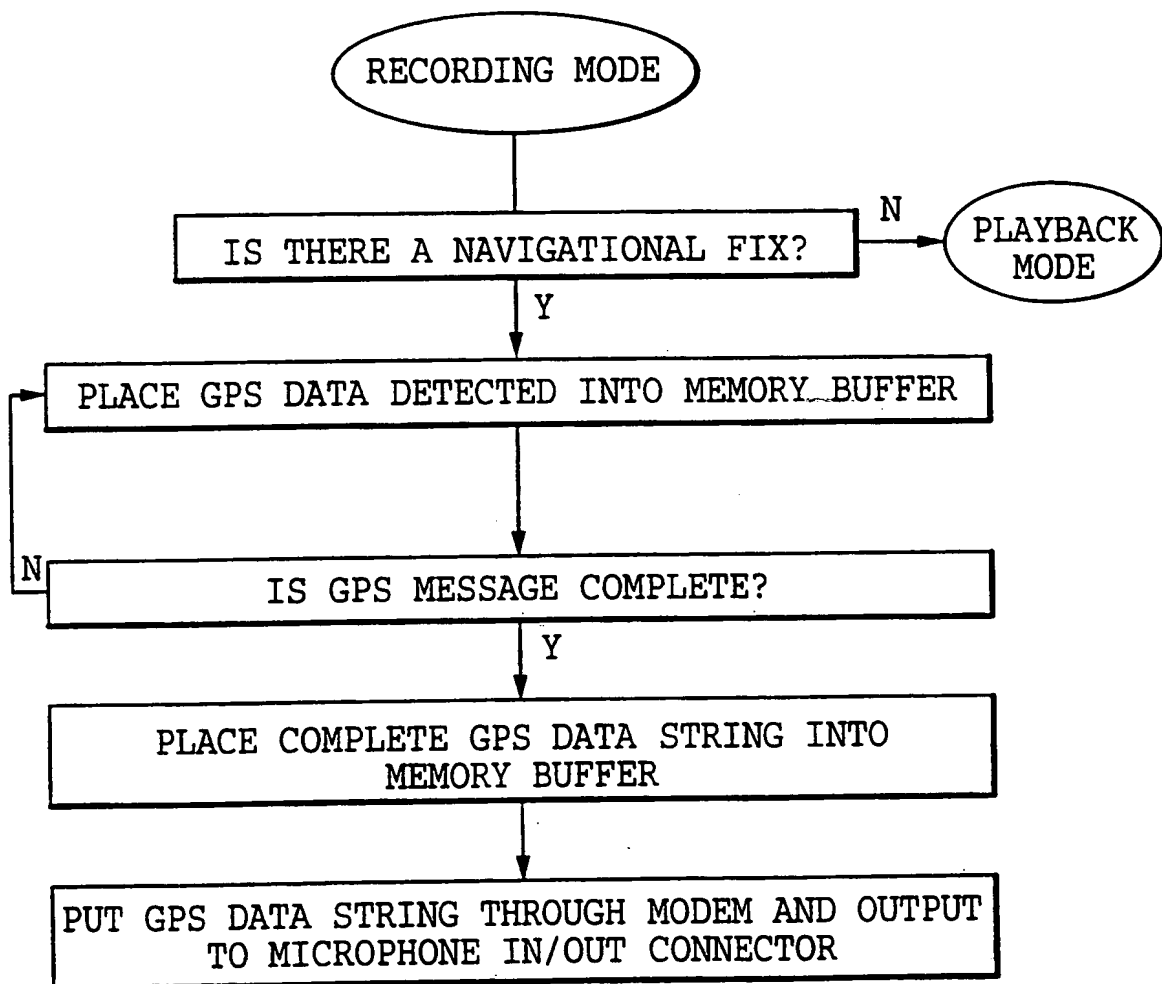 RECORDING MODE
IS THERE A NAVIGATIONAL FIX?
N
PLAYBACK
MODE
Y
PLACE GPS DATA DETECTED INTO MEMORY BUFFER
N
IS GPS MESSAGE COMPLETE?
Y
PLACE COMPLETE GPS DATA STRING INTO
MEMORY BUFFER
PUT GPS DATA STRING THROUGH MODEM AND OUTPUT
TO MICROPHONE IN/OUT CONNECTOR